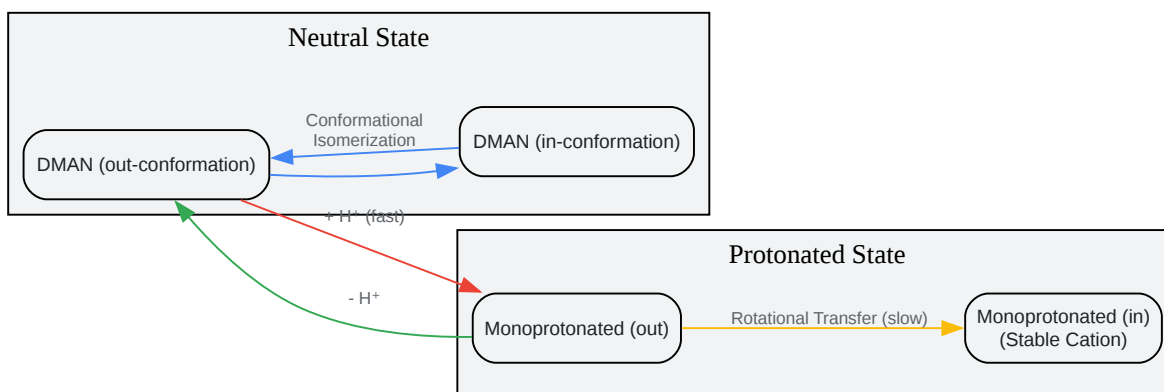 Neutral State
Conformational
Isomerization
DMAN (out-conformation)
DMAN (in-conformation)
+ H⁺ (fast)
Protonated State
- H⁺
Monoprotonated (out)
Rotational Transfer (slow)
Monoprotonated (in)
(Stable Cation)